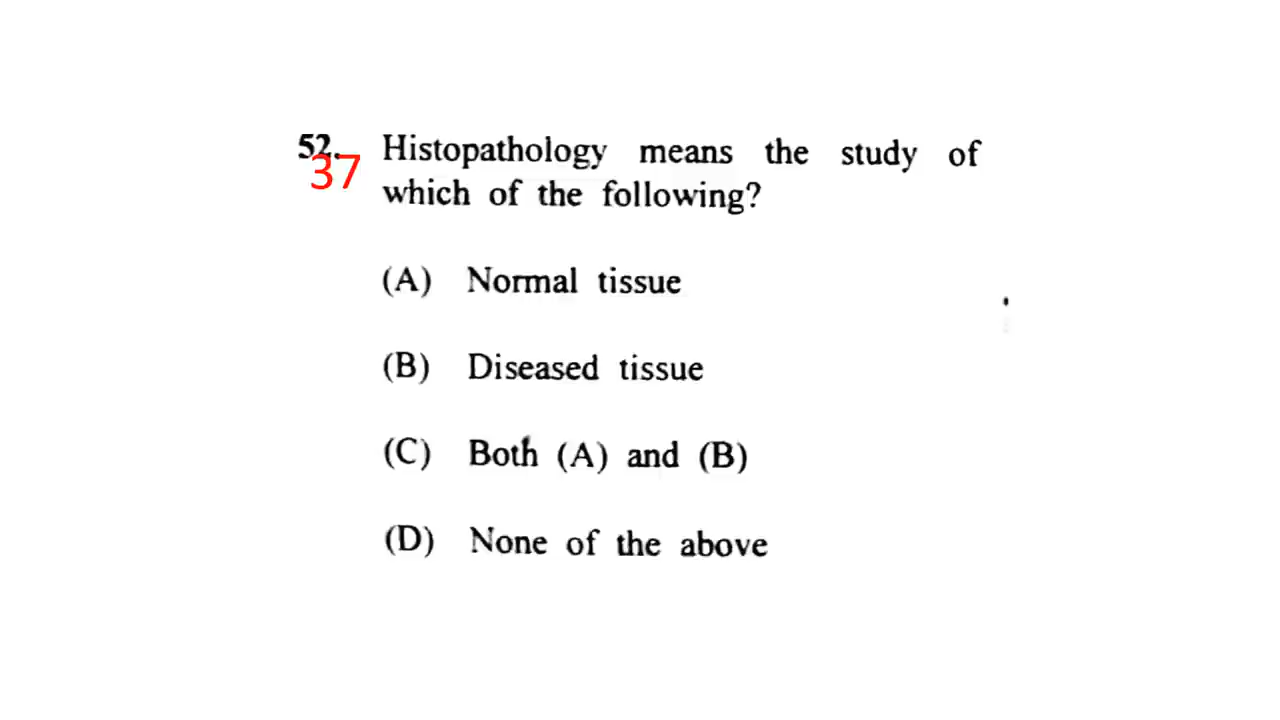 52.
37
Histopathology means the study of
which of the following?
(A) Normal tissue
(B) Diseased tissue
(C) Both (A) and (B)
(D) None of the above